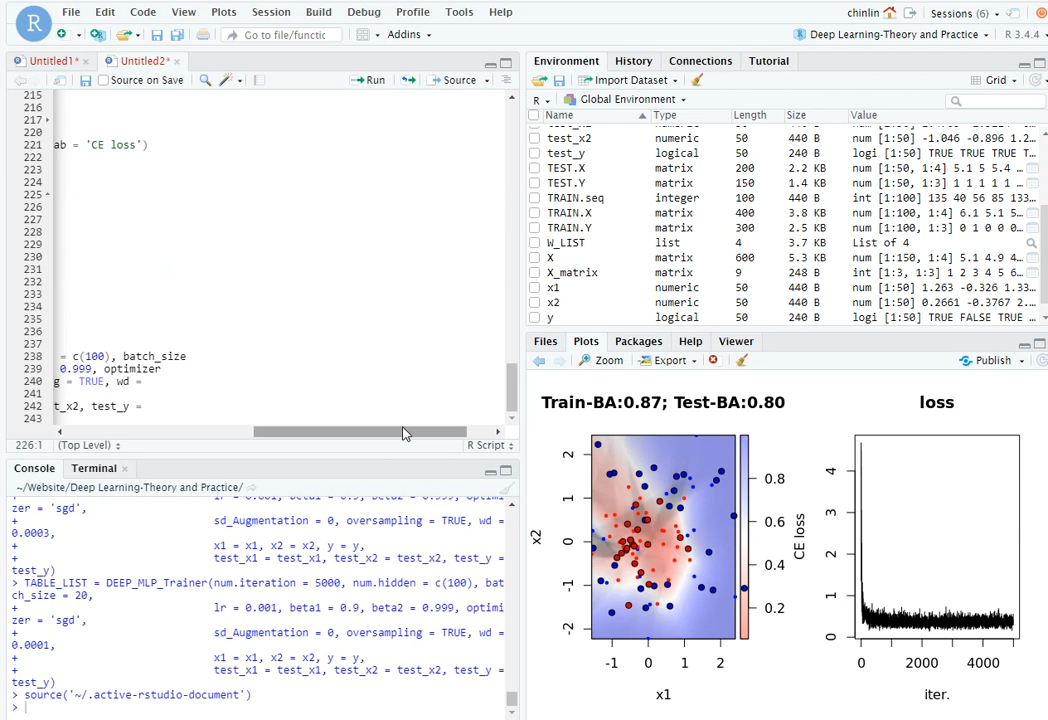 File Edit Code View Plots Session Build Debug Profile Tools Help
chinlin Sessions (6)
Go to file/functic Addins
Deep Learning-Theory and Practice R 3.4.4
Untitled1* × Untitled2* ×
Source on Save Run Source
215
216
217
220
221 ab = 'CE loss')
222
223
224
225
226
227
228
229
230
231
232
233
234
235
236
237
238 = c(100), batch_size
239 0.999, optimizer
240 g = TRUE, wd =
241
242 t_x2, test_y =
243
226:1 (Top Level) R Script
Console Terminal ×
~/Website/Deep Learning-Theory and Practice/
lr = 0.001, beta1 = 0.9, beta2 = 0.999, optimi
zer = 'sgd',
+ sd_Augmentation = 0, oversampling = TRUE, wd =
0.0003,
+ x1 = x1, x2 = x2, y = y,
+ test_x1 = test_x1, test_x2 = test_x2, test_y =
test_y)
> TABLE_LIST = DEEP_MLP_Trainer(num.iteration = 5000, num.hidden = c(100), bat
ch_size = 20,
+ lr = 0.001, beta1 = 0.9, beta2 = 0.999, optimi
zer = 'sgd',
+ sd_Augmentation = 0, oversampling = TRUE, wd =
0.0001,
+ x1 = x1, x2 = x2, y = y,
+ test_x1 = test_x1, test_x2 = test_x2, test_y =
test_y)
> source('~/.active-rstudio-document')
>
Environment History Connections Tutorial
Import Dataset Grid
R Global Environment
Name Type Length Size Value
test_x2 numeric 50 440 B num [1:50] -1.046 -0.896 1.2…
test_y logical 50 240 B logi [1:50] TRUE TRUE TRUE T…
TEST.X matrix 200 2.2 KB num [1:50, 1:4] 5.1 5 5.4 …
TEST.Y matrix 150 1.4 KB num [1:50, 1:3] 1 1 1 1 1 …
TRAIN.seq integer 100 440 B int [1:100] 135 40 56 85 133…
TRAIN.X matrix 400 3.8 KB num [1:100, 1:4] 6.1 5.1 5…
TRAIN.Y matrix 300 2.5 KB num [1:100, 1:3] 0 1 0 0 0…
W_LIST list 4 3.7 KB List of 4
X matrix 600 5.3 KB num [1:150, 1:4] 5.1 4.9 4…
X_matrix matrix 9 248 B int [1:3, 1:3] 1 2 3 4 5 6…
x1 numeric 50 440 B num [1:50] 1.263 -0.326 1.33…
x2 numeric 50 440 B num [1:50] 0.2661 -0.3767 2.…
y logical 50 240 B logi [1:50] TRUE FALSE TRUE …
Files Plots Packages Help Viewer
Zoom Export Publish
Train-BA:0.87; Test-BA:0.80
x2
2
1
0
-1
-2
-1 0 1 2
x1
0.8
0.6
0.4
0.2
loss
CE loss
4
3
2
1
0
0 2000 4000
iter.